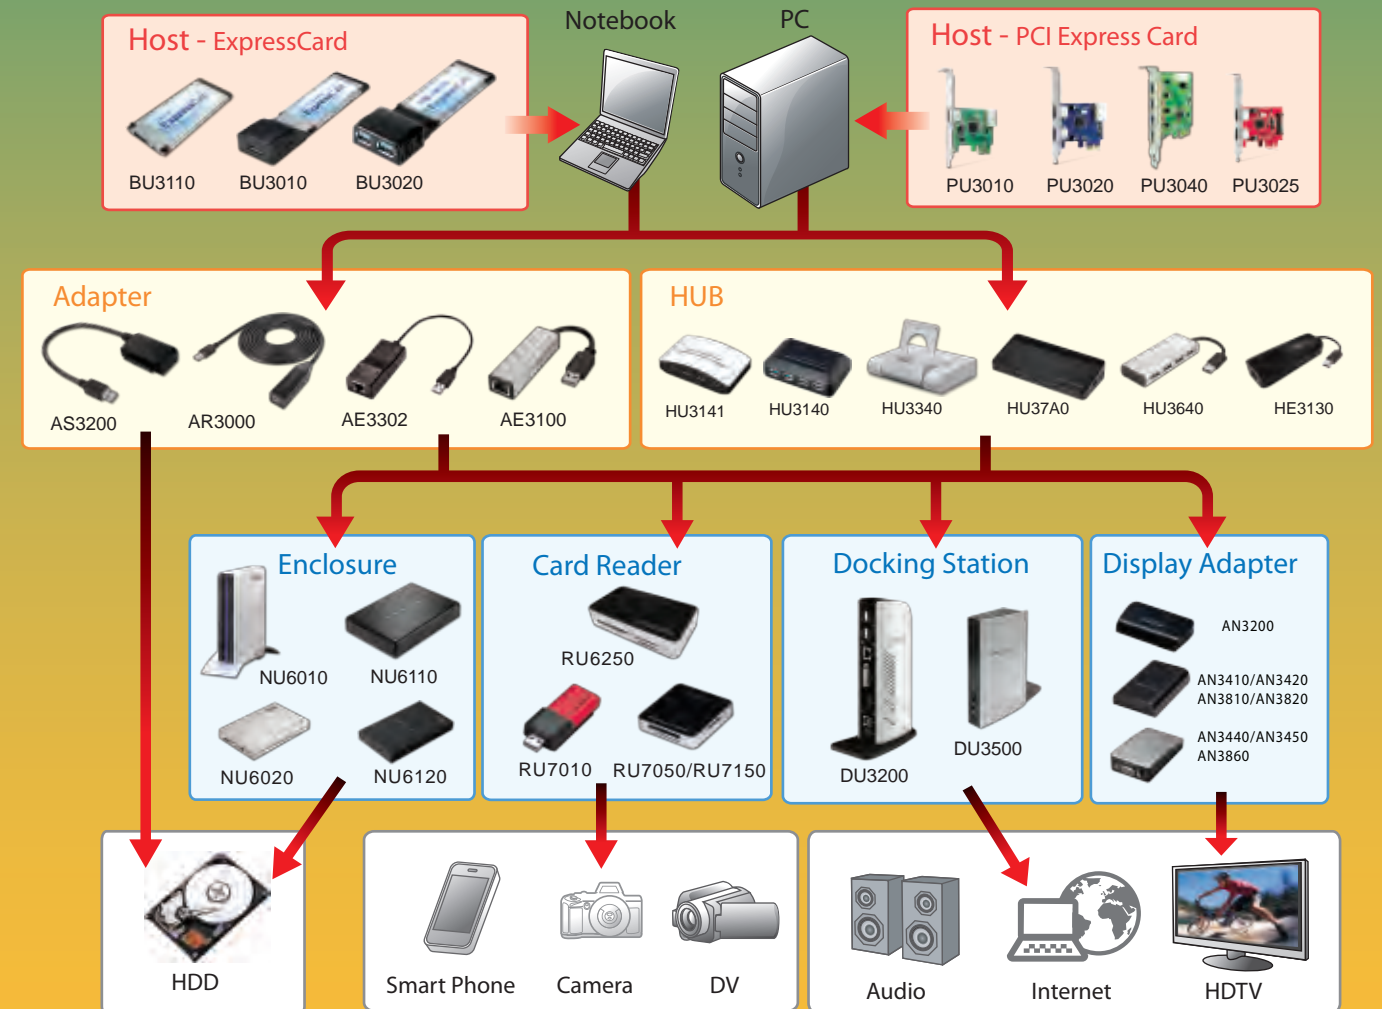 Notebook
PC
Host - ExpressCard
BU3110
BU3010
BU3020
Host - PCI Express Card
PU3010
PU3020
PU3040
PU3025
Adapter
AS3200
AR3000
AE3302
AE3100
HUB
HU3141
HU3140
HU3340
HU37A0
HU3640
HE3130
Enclosure
NU6010
NU6110
NU6020
NU6120
Card Reader
RU6250
RU7010
RU7050/RU7150
Docking Station
DU3200
DU3500
Display Adapter
AN3200
AN3410/AN3420
AN3810/AN3820
AN3440/AN3450
AN3860
HDD
Smart Phone
Camera
DV
Audio
Internet
HDTV